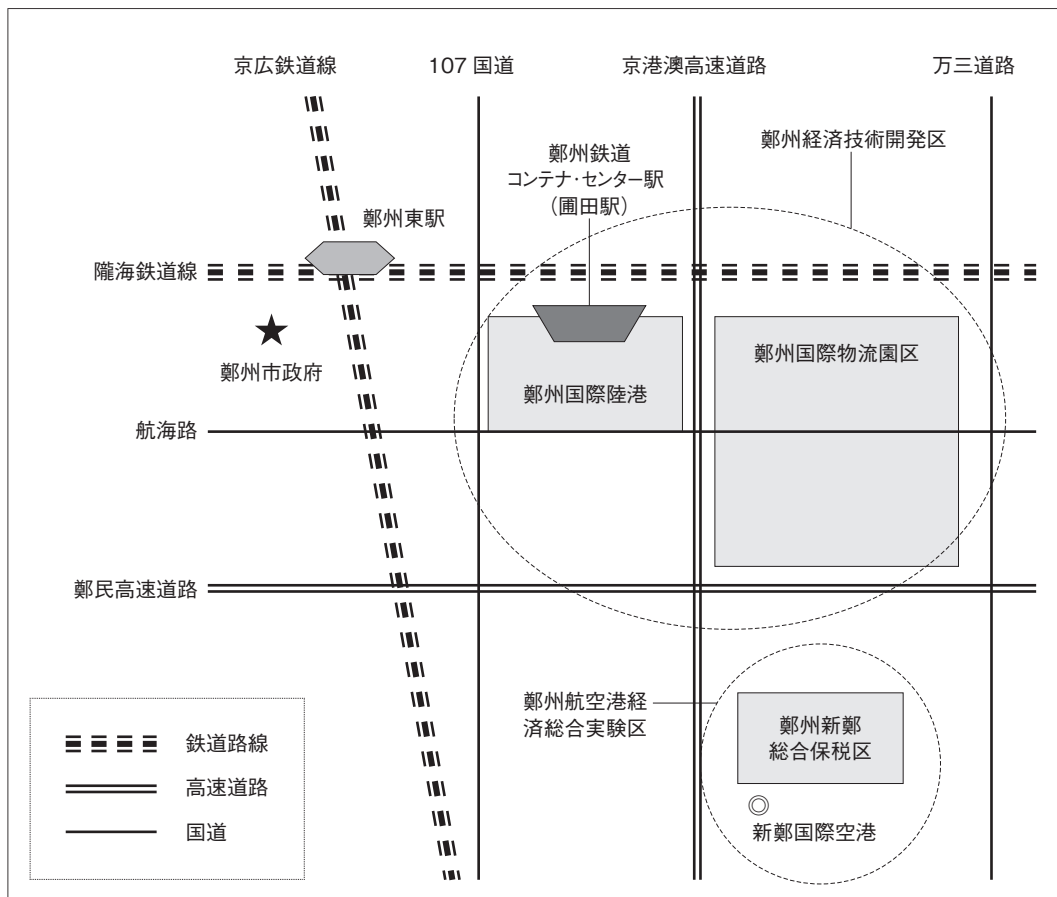 京広鉄道線
107 国道
京港澳高速道路
万三道路
鄭州経済技術開発区
鄭州鉄道
コンテナ・センター駅
(圃田駅)
鄭州東駅
隴海鉄道線
鄭州市政府
鄭州国際陸港
鄭州国際物流園区
航海路
鄭民高速道路
鄭州航空港経
済総合実験区
鄭州新鄭
総合保税区
新鄭国際空港
鉄道路線
高速道路
国道